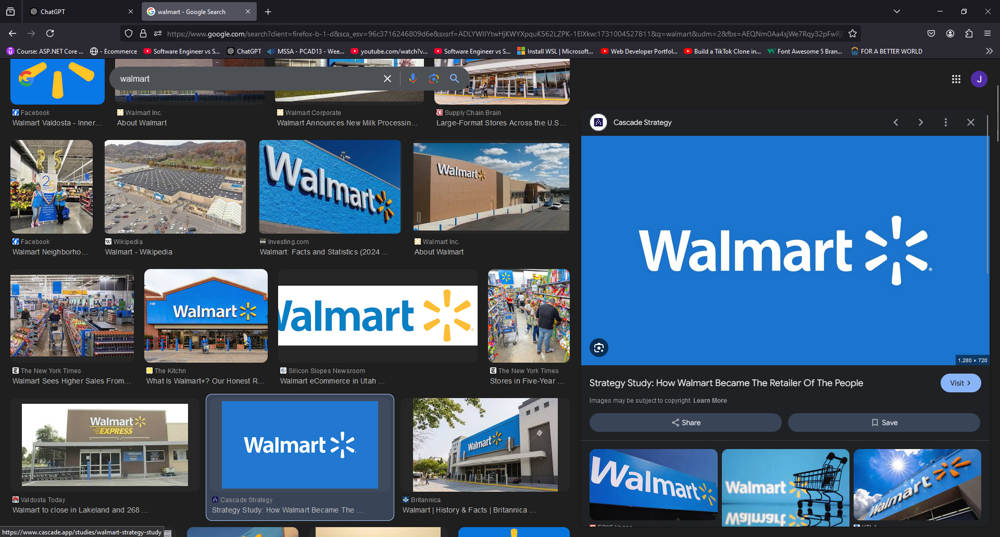 ChatGPT
walmart - Google Search
https://www.google.com/search?client=firefox-b-1-d&sca_esv=96c3716246809d6e&sxsrf=ADLYWIIYtwHjKWYXpquK562LZPK-1ElXkw:1731004527811&q=walmart&udm=2&fbs=AEQNm0Aa4sjWe7Rqy32pFwRj
Course: ASP.NET Core ...
- Ecommerce
Software Engineer vs S...
ChatGPT
MSSA - PCAD13 - Wee...
youtube.com/watch?v...
Software Engineer vs S...
Install WSL | Microsoft...
Web Developer Portfol...
Build a TikTok Clone in...
Font Awesome 5 Bran...
FOR A BETTER WORLD
walmart
J
Facebook
Walmart Valdosta - Inner...
Walmart Inc.
About Walmart
Walmart Corporate
Walmart Announces New Milk Processin...
Supply Chain Brain
Large-Format Stores Across the U.S...
25
Walmart
Walmart
Facebook
Walmart Neighborho...
Wikipedia
Walmart - Wikipedia
Investing.com
Walmart: Facts and Statistics (2024 ...
Walmart Inc.
About Walmart
150
Walmart
Walmart
The New York Times
Walmart Sees Higher Sales From...
The Kitchn
What Is Walmart+? Our Honest R...
Silicon Slopes Newsroom
Walmart eCommerce in Utah ...
The New York Times
Stores in Five-Year ...
Walmart
EXPRESS
Walmart
Walmart
Valdosta Today
Walmart to close in Lakeland and 268 ...
Cascade Strategy
Strategy Study: How Walmart Became The ...
Britannica
Walmart | History & Facts | Britannica ...
https://www.cascade.app/studies/walmart-strategy-study
Cascade Strategy
Walmart
1,280 × 720
Strategy Study: How Walmart Became The Retailer Of The People
Visit
Images may be subject to copyright. Learn More
Share
Save
Walmart
Walmart
Walmart